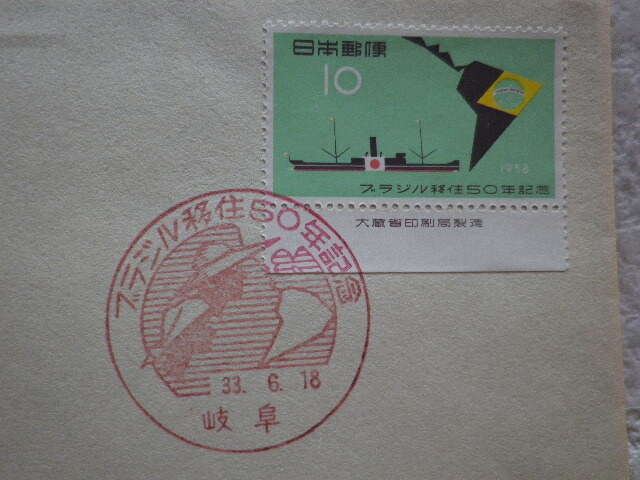 日本郵便
10
1958
ブラジル移住50年記念
大蔵省印刷局製造
ブラジル移住50年記念
33. 6. 18
岐阜